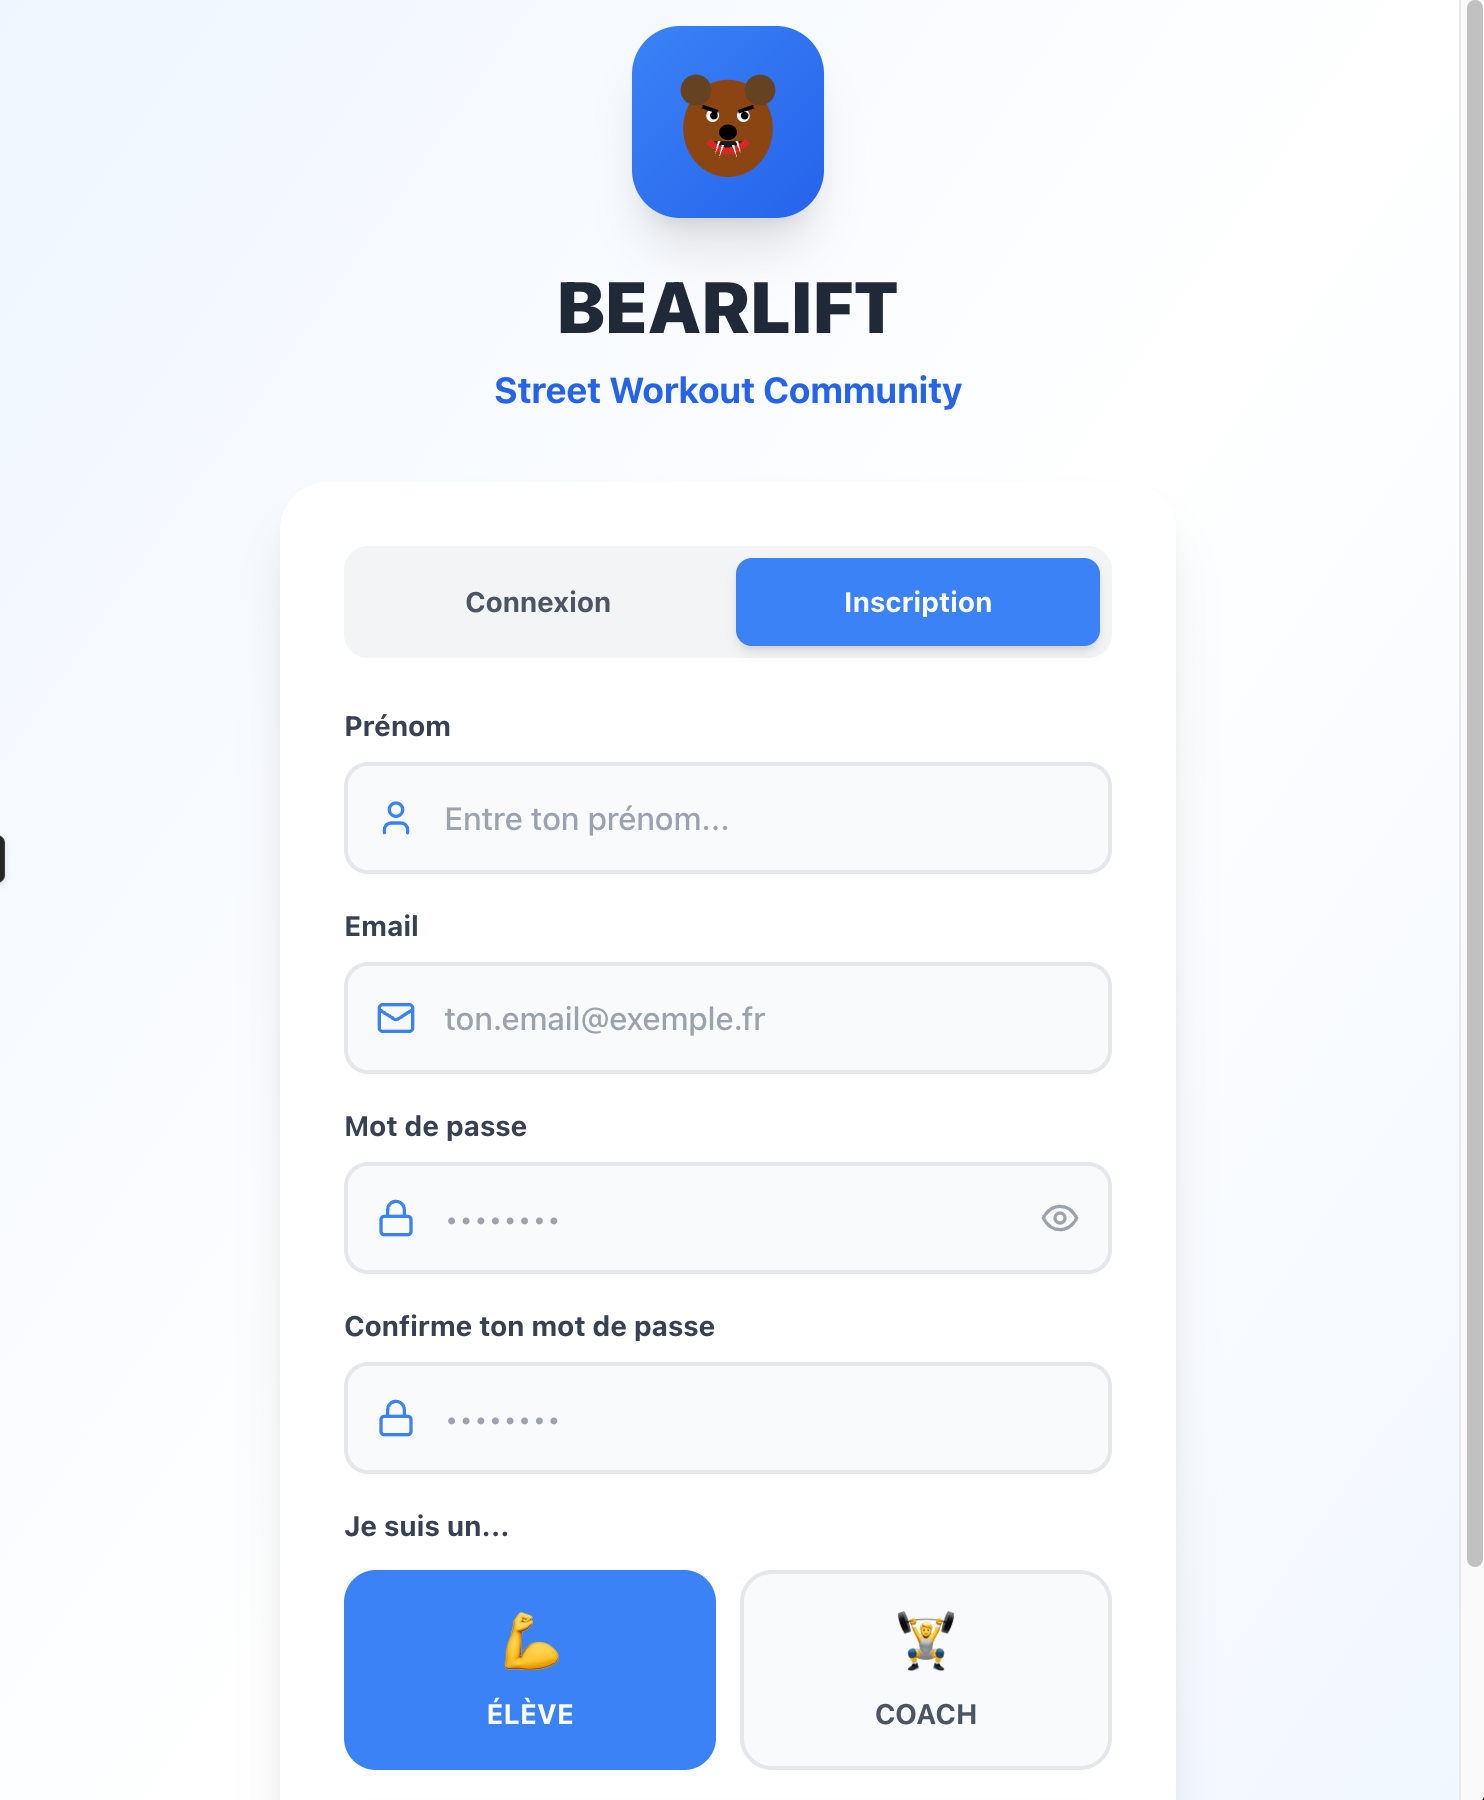 BEARLIFT
Street Workout Community
Connexion
Inscription
Prénom
Entre ton prénom...
Email
ton.email@exemple.fr
Mot de passe
••••••••
Confirme ton mot de passe
••••••••
Je suis un...
ÉLÈVE
COACH